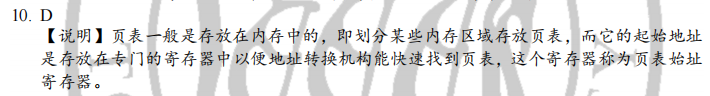 10. D
【说明】页表一般是存放在内存中的，即划分某些内存区域存放页表，而它的起始地址
是存放在专门的寄存器中以便地址转换机构能快速找到页表，这个寄存器称为页表始址
寄存器。